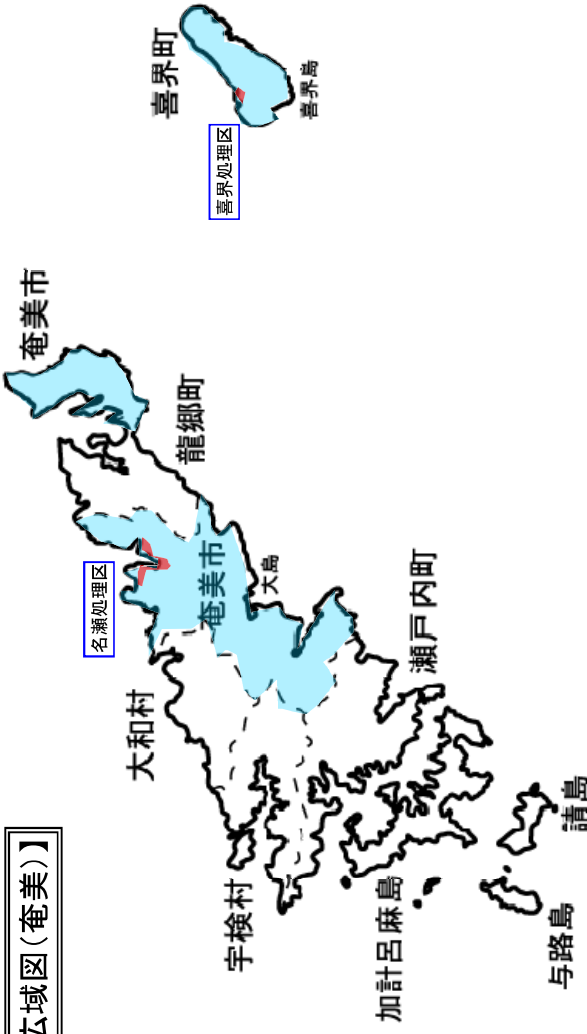 広域図(奄美)】
喜界町
喜界島
喜界処理区
奄美市
龍郷町
名瀬処理区
奄美市
大島
大和村
瀬戸内町
宇検村
加計呂麻島
請島
与路島